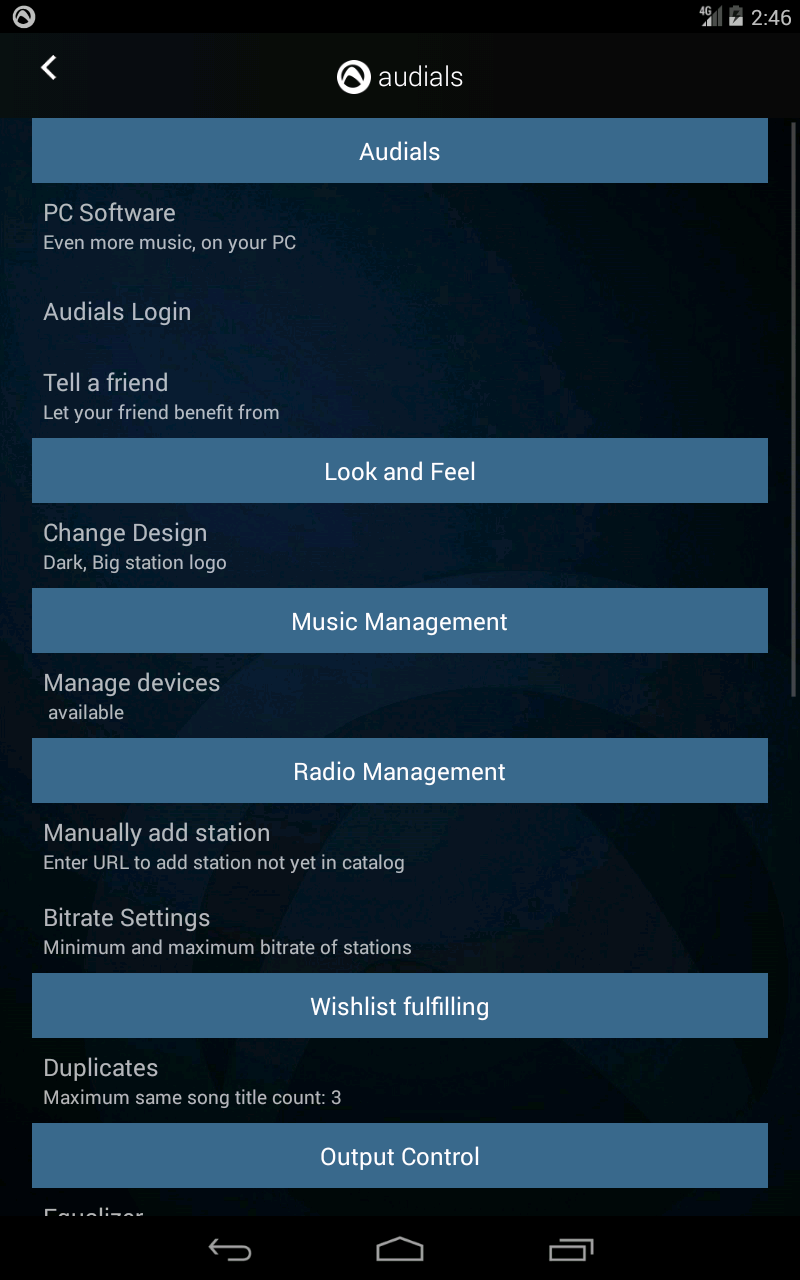 4G 2:46
audials
Audials
PC Software
Even more music, on your PC
Audials Login
Tell a friend
Let your friend benefit from
Look and Feel
Change Design
Dark, Big station logo
Music Management
Manage devices
available
Radio Management
Manually add station
Enter URL to add station not yet in catalog
Bitrate Settings
Minimum and maximum bitrate of stations
Wishlist fulfilling
Duplicates
Maximum same song title count: 3
Output Control
Equalizer